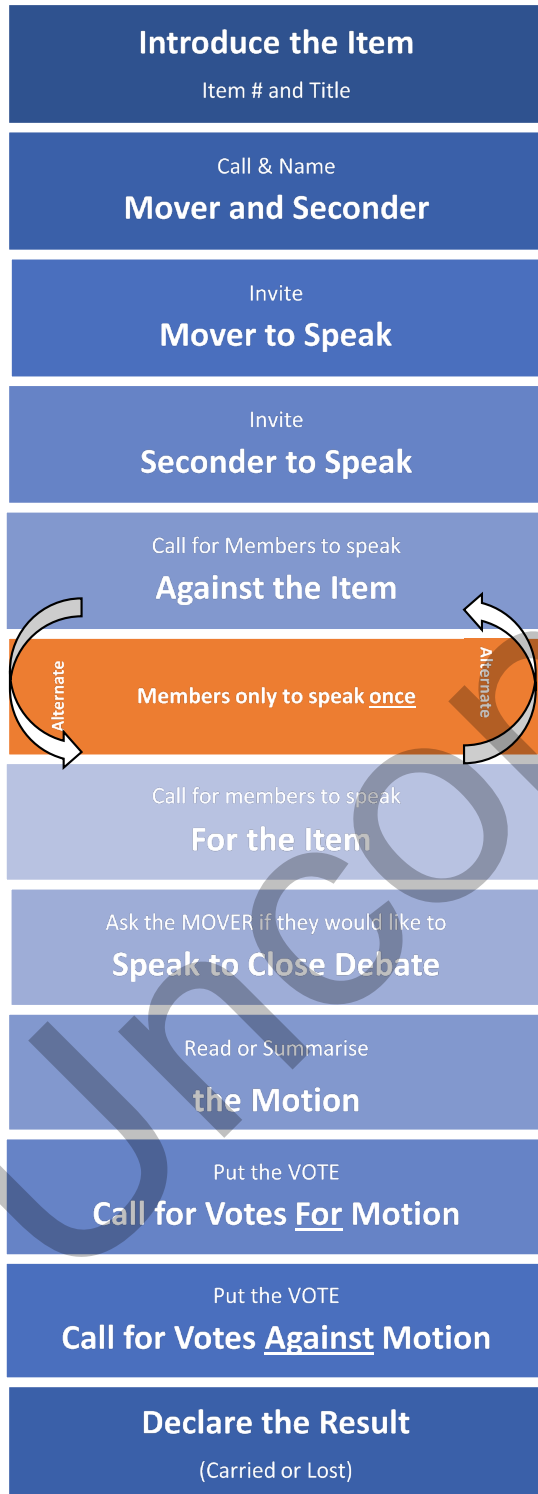 Introduce the Item
Item # and Title
Call & Name
Mover and Seconder
Invite
Mover to Speak
Invite
Seconder to Speak
Call for Members to speak
Against the Item
Alternate
Members only to speak once
Alternate
Call for members to speak
For the Item
Ask the MOVER if they would like to
Speak to Close Debate
Read or Summarise
the Motion
Put the VOTE
Call for Votes For Motion
Put the VOTE
Call for Votes Against Motion
Declare the Result
(Carried or Lost)